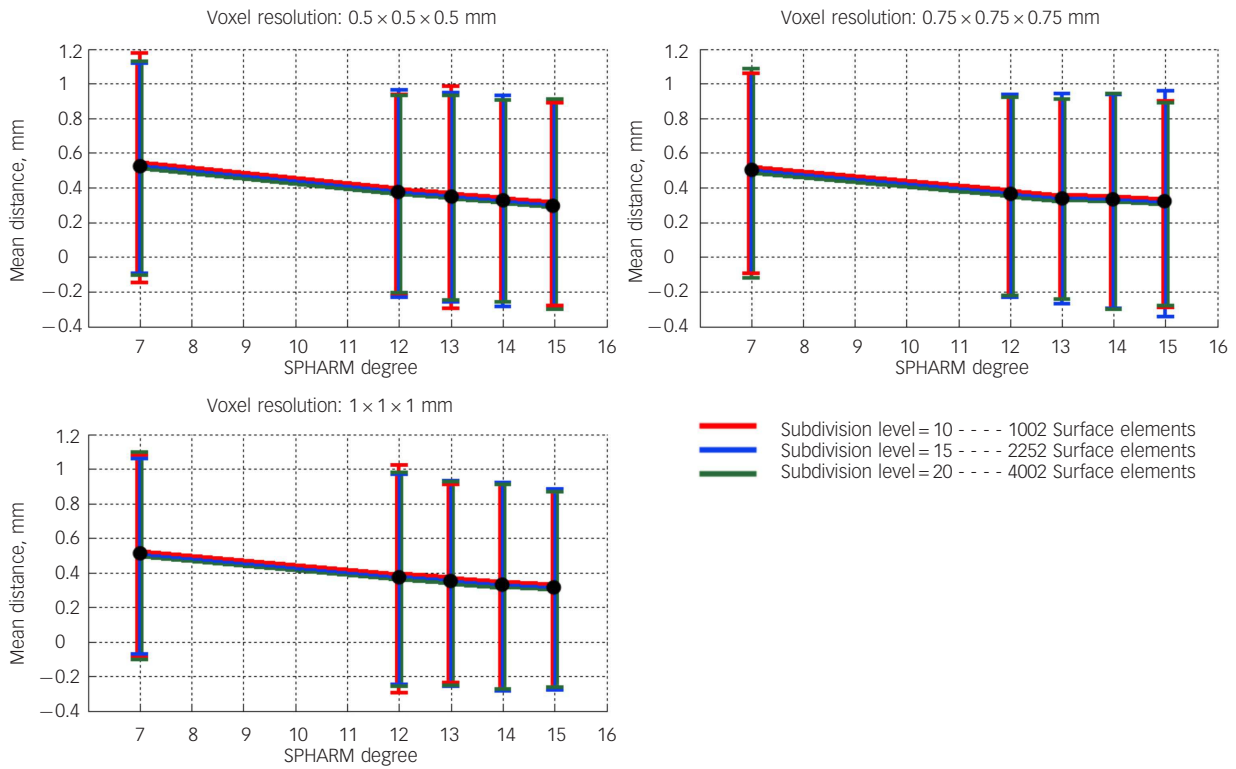 Voxel resolution: 0.5 × 0.5 × 0.5 mm
Mean distance, mm
1.2
1
0.8
0.6
0.4
0.2
0
−0.2
−0.4
7 8 9 10 11 12 13 14 15 16
SPHARM degree
Voxel resolution: 0.75 × 0.75 × 0.75 mm
Mean distance, mm
1.2
1
0.8
0.6
0.4
0.2
0
−0.2
−0.4
7 8 9 10 11 12 13 14 15 16
SPHARM degree
Voxel resolution: 1 × 1 × 1 mm
Mean distance, mm
1.2
1
0.8
0.6
0.4
0.2
0
−0.2
−0.4
7 8 9 10 11 12 13 14 15 16
SPHARM degree
Subdivision level = 10 - - - - 1002 Surface elements
Subdivision level = 15 - - - - 2252 Surface elements
Subdivision level = 20 - - - - 4002 Surface elements